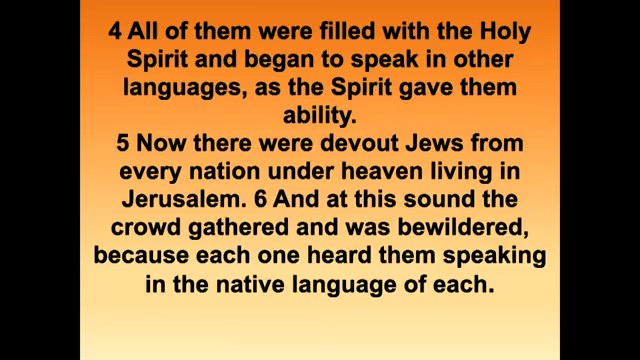 4 All of them were filled with the Holy
Spirit and began to speak in other
languages, as the Spirit gave them
ability.
5 Now there were devout Jews from
every nation under heaven living in
Jerusalem. 6 And at this sound the
crowd gathered and was bewildered,
because each one heard them speaking
in the native language of each.